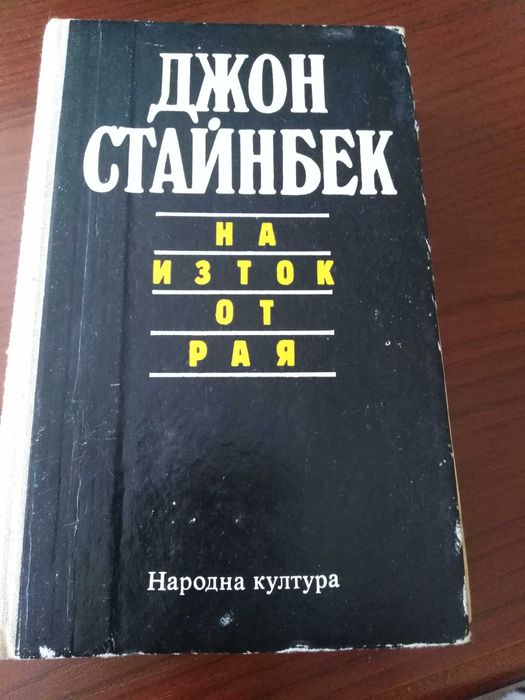 ДЖОН
СТАЙНБЕК
НА
ИЗТОК
ОТ
РАЯ
Народна култура